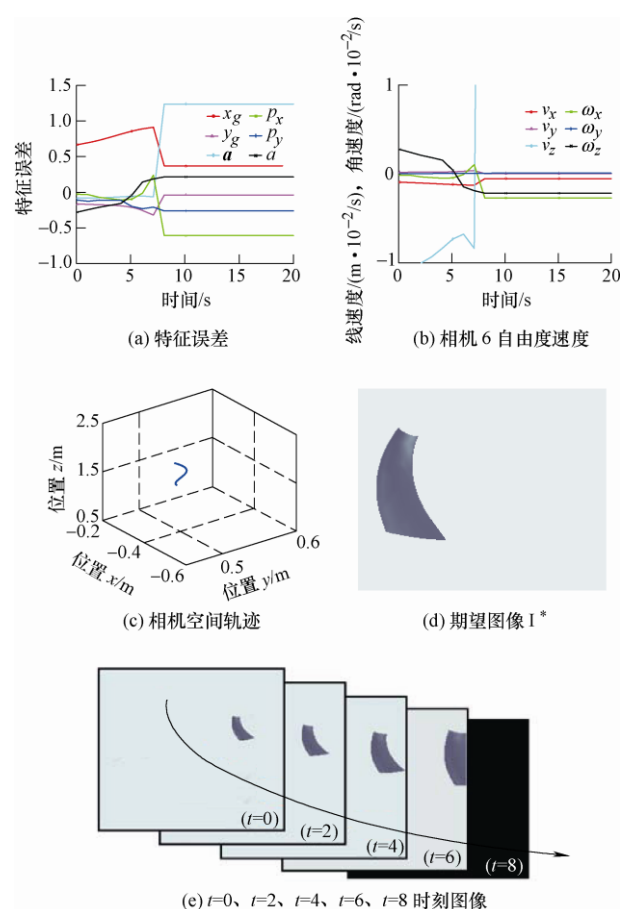 1.5
1.0
0.5
0
-0.5
-1.0
0 5 10 15 20
特征误差
时间/s
x_g p_x
y_g p_y
a a
(a) 特征误差
线速度/(m·10⁻²/s)，角速度/(rad·10⁻²/s)
1
0
-1
0 5 10 15 20
时间/s
v_x ω_x
v_y ω_y
v_z ω_z
(b) 相机 6 自由度速度
位置 z/m
2.5
1.5
0.5
-0.2
-0.4
-0.6
位置 x/m
0.5
0.6
位置 y/m
(c) 相机空间轨迹
(d) 期望图像 I*
(t=0)
(t=2)
(t=4)
(t=6)
(t=8)
(e) t=0、t=2、t=4、t=6、t=8 时刻图像